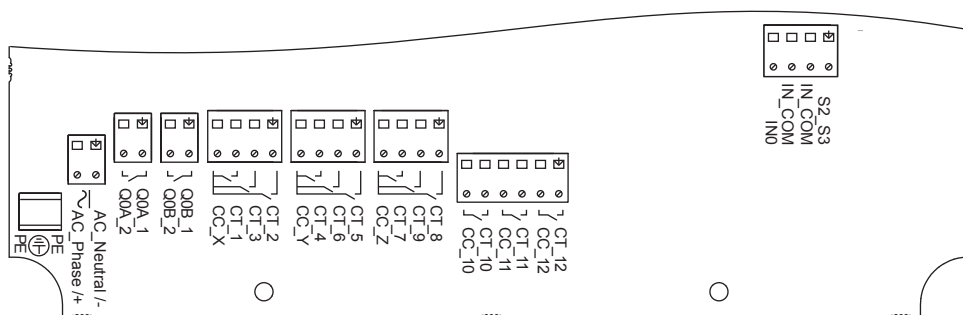 PE
PE
AC_Phase /+
AC_Neutral /-
Q0A_2
Q0A_1
Q0B_2
Q0B_1
CC_X
CT_1
CT_3
CT_2
CC_Y
CT_4
CT_6
CT_5
CC_Z
CT_7
CT_9
CT_8
CC_10
CT_10
CC_11
CT_11
CC_12
CT_12
IN0
IN_COM
IN_COM
S2_S3